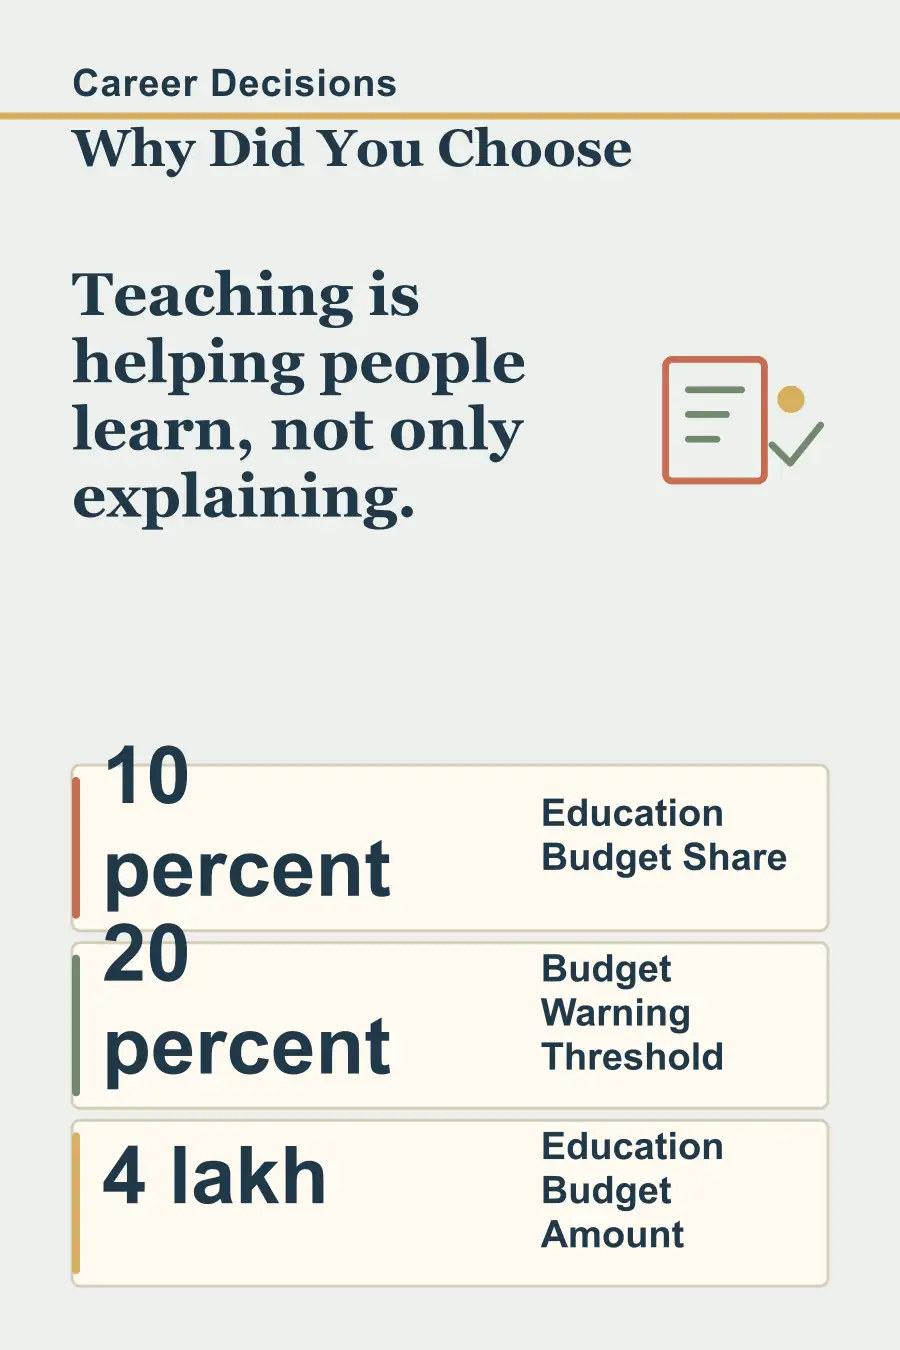 Career Decisions
Why Did You Choose
Teaching is
helping people
learn, not only
explaining.
10
percent
Education
Budget Share
20
percent
Budget
Warning
Threshold
4 lakh
Education
Budget
Amount